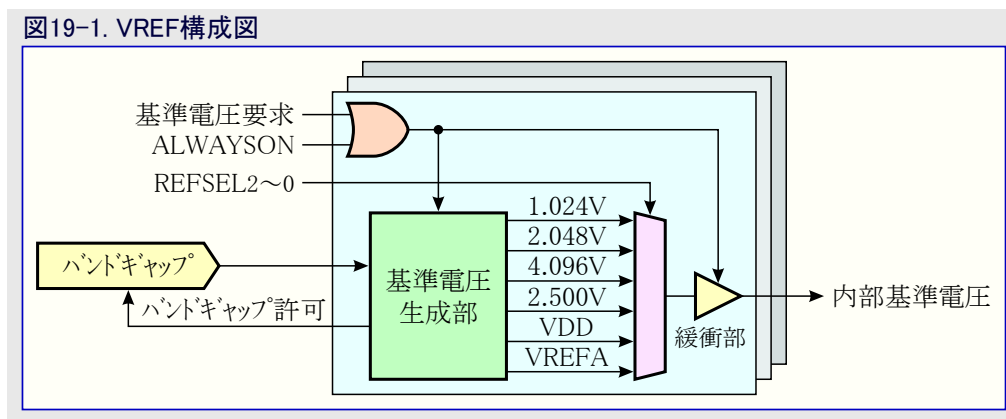 図19-1. VREF構成図
基準電圧要求
ALWAYSON
REFSEL2～0
バンドギャップ
バンドギャップ許可
基準電圧
生成部
1.024V
2.048V
4.096V
2.500V
VDD
VREFA
緩衝部
内部基準電圧